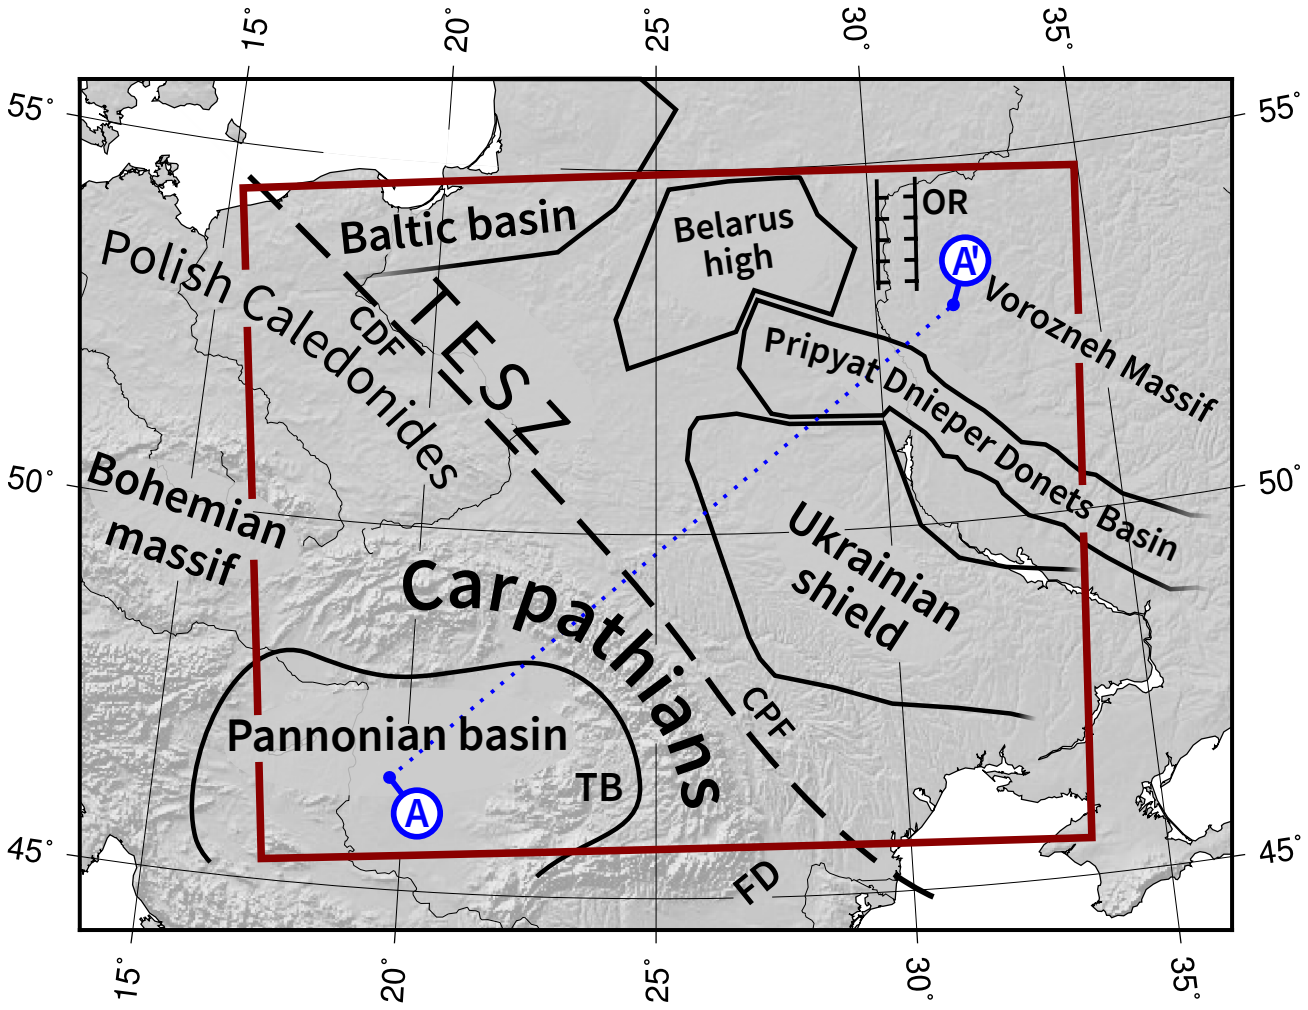 15°
20°
25°
30°
35°
55°
55°
OR
Baltic basin
Belarus
high
A'
Polish Caledonides
CDF
TESZ
Vorozneh Massif
Pripyat Dnieper Donets Basin
50°
50°
Bohemian
massif
Ukrainian
shield
Carpathians
CPF
Pannonian basin
TB
A
45°
45°
FD
15°
20°
25°
30°
35°